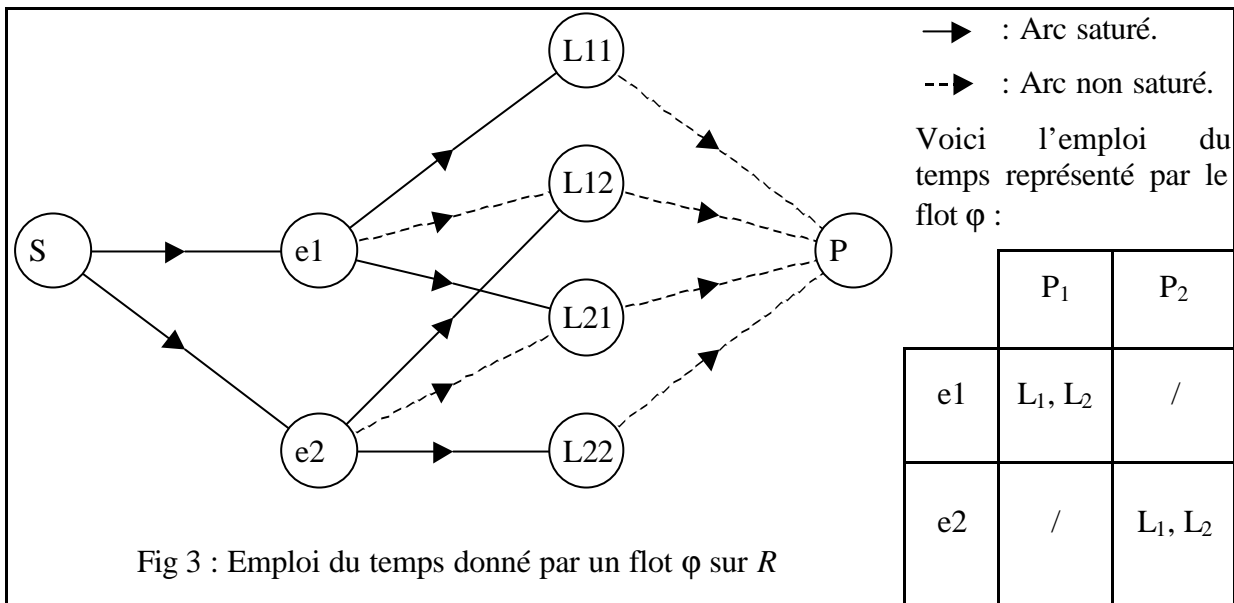 L11
L12
S
e1
P
L21
e2
L22
: Arc saturé.
: Arc non saturé.
Voici l'emploi du
temps représenté par le
flot φ :
P1 P2
e1 L1, L2 /
e2 / L1, L2
Fig 3 : Emploi du temps donné par un flot φ sur R